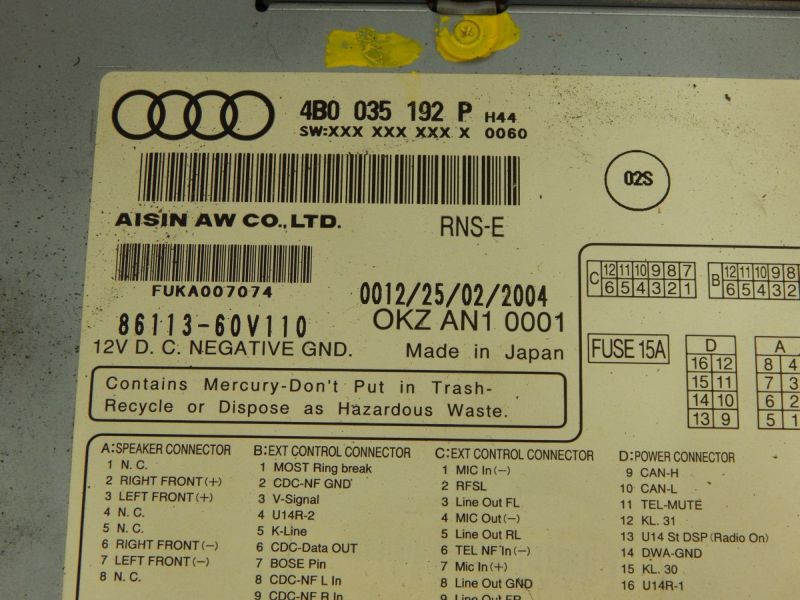 4B0 035 192 P H44
SW:XXX XXX XXX X 0060
02S
AISIN AW CO.,LTD.
RNS-E
FUKA007074
0012/25/02/2004
86113-60V110
OKZ AN1 0001
12V D. C. NEGATIVE GND.
Made in Japan
Contains Mercury-Don't Put in Trash-
Recycle or Dispose as Hazardous Waste.
C 12 11 10 9 8 7
6 5 4 3 2 1
B 12 11 10 9 8
6 5 4 3 2
FUSE 15A
D
16 12
15 11
14 10
13 9
A
8 4
7 3
6 2
5 1
A:SPEAKER CONNECTOR
1 N. C.
2 RIGHT FRONT(+)
3 LEFT FRONT(+)
4 N. C.
5 N. C.
6 RIGHT FRONT(-)
7 LEFT FRONT(-)
8 N. C.
B:EXT CONTROL CONNECTOR
1 MOST Ring break
2 CDC-NF GND
3 V-Signal
4 U14R-2
5 K-Line
6 CDC-Data OUT
7 BOSE Pin
8 CDC-NF L In
9 CDC-NF R In
C:EXT CONTROL CONNECTOR
1 MIC In(-)
2 RFSL
3 Line Out FL
4 MIC Out(-)
5 Line Out RL
6 TEL NF In(-)
7 Mic In(+)
8 Line Out GND
9 Line Out FR
D:POWER CONNECTOR
9 CAN-H
10 CAN-L
11 TEL-MUTE
12 KL. 31
13 U14 St DSP (Radio On)
14 DWA-GND
15 KL. 30
16 U14R-1